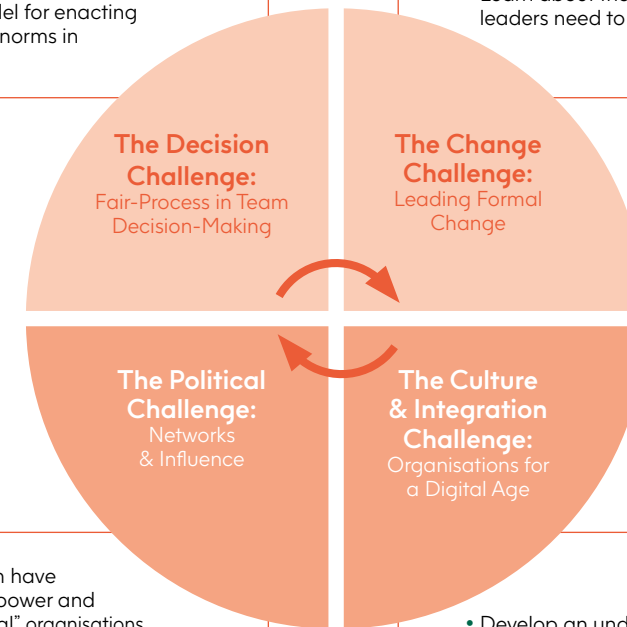 del for enacting
norms in
leaders need to
The Decision
Challenge:
Fair-Process in Team
Decision-Making
The Change
Challenge:
Leading Formal
Change
The Political
Challenge:
Networks
& Influence
The Culture
& Integration
Challenge:
Organisations for
a Digital Age
have
power and
organisations
• Develop an